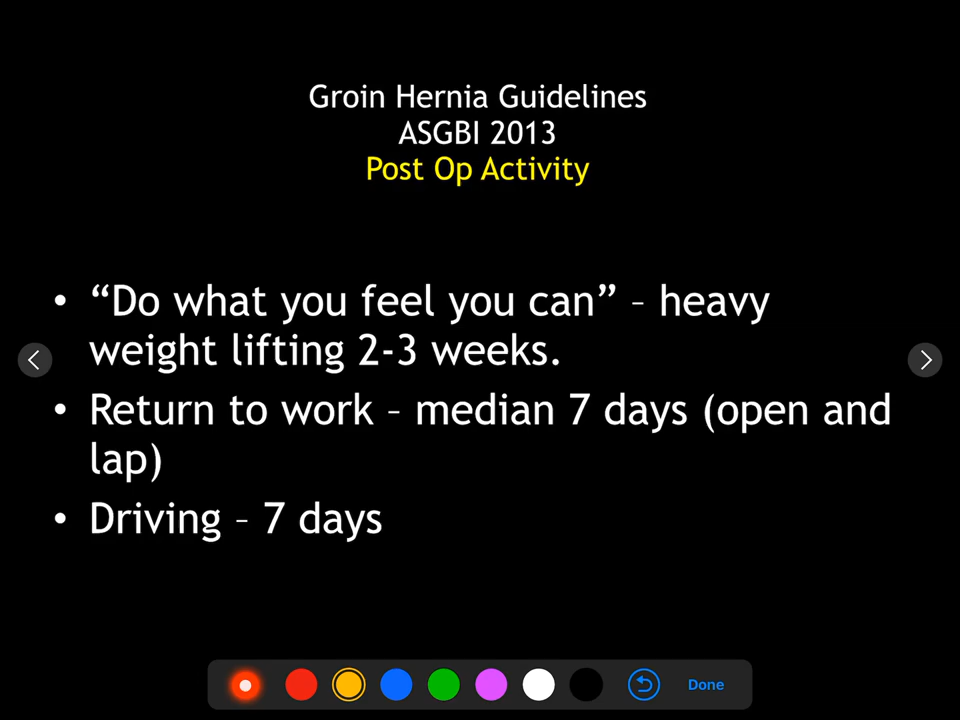 Groin Hernia Guidelines
ASGBI 2013
Post Op Activity
• “Do what you feel you can” – heavy
weight lifting 2-3 weeks.
• Return to work – median 7 days (open and
lap)
• Driving – 7 days
Done